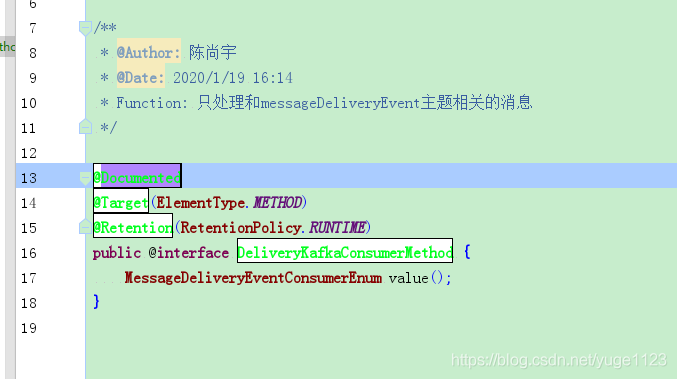 6
7 /**
8 * @Author: 陈尚宇
9 * @Date: 2020/1/19 16:14
10 * Function: 只处理和messageDeliveryEvent主题相关的消息
11 */
12
13 @Documented
14 @Target(ElementType.METHOD)
15 @Retention(RetentionPolicy.RUNTIME)
16 public @interface DeliveryKafkaConsumerMethod {
17 MessageDeliveryEventConsumerEnum value();
18 }
19
https://blog.csdn.net/yuge1123